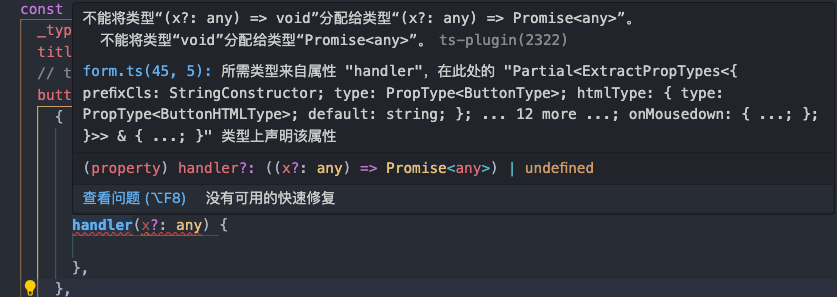 const
不能将类型“(x?: any) => void”分配给类型“(x?: any) => Promise<any>”。
_typ
不能将类型“void”分配给类型“Promise<any>”。 ts-plugin(2322)
titl
form.ts(45, 5): 所需类型来自属性 "handler"，在此处的 "Partial<ExtractPropTypes<{
// t
prefixCls: StringConstructor; type: PropType<ButtonType>; htmlType: { type:
butt
PropType<ButtonHTMLType>; default: string; }; ... 12 more ...; onMousedown: { ...; };
{
}>> & { ...; }" 类型上声明该属性
(property) handler?: ((x?: any) => Promise<any>) | undefined
查看问题 (⌥F8) 没有可用的快速修复
handler(x?: any) {
},
},